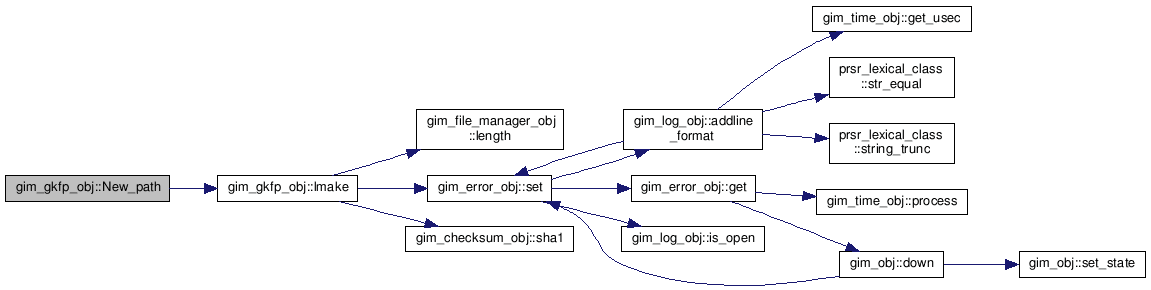 gim_gkfp_obj::New_path
gim_gkfp_obj::Imake
gim_file_manager_obj
::length
gim_error_obj::set
gim_checksum_obj::sha1
gim_log_obj::addline
_format
gim_error_obj::get
gim_log_obj::is_open
gim_time_obj::get_usec
prsr_lexical_class
::str_equal
prsr_lexical_class
::string_trunc
gim_time_obj::process
gim_obj::down
gim_obj::set_state